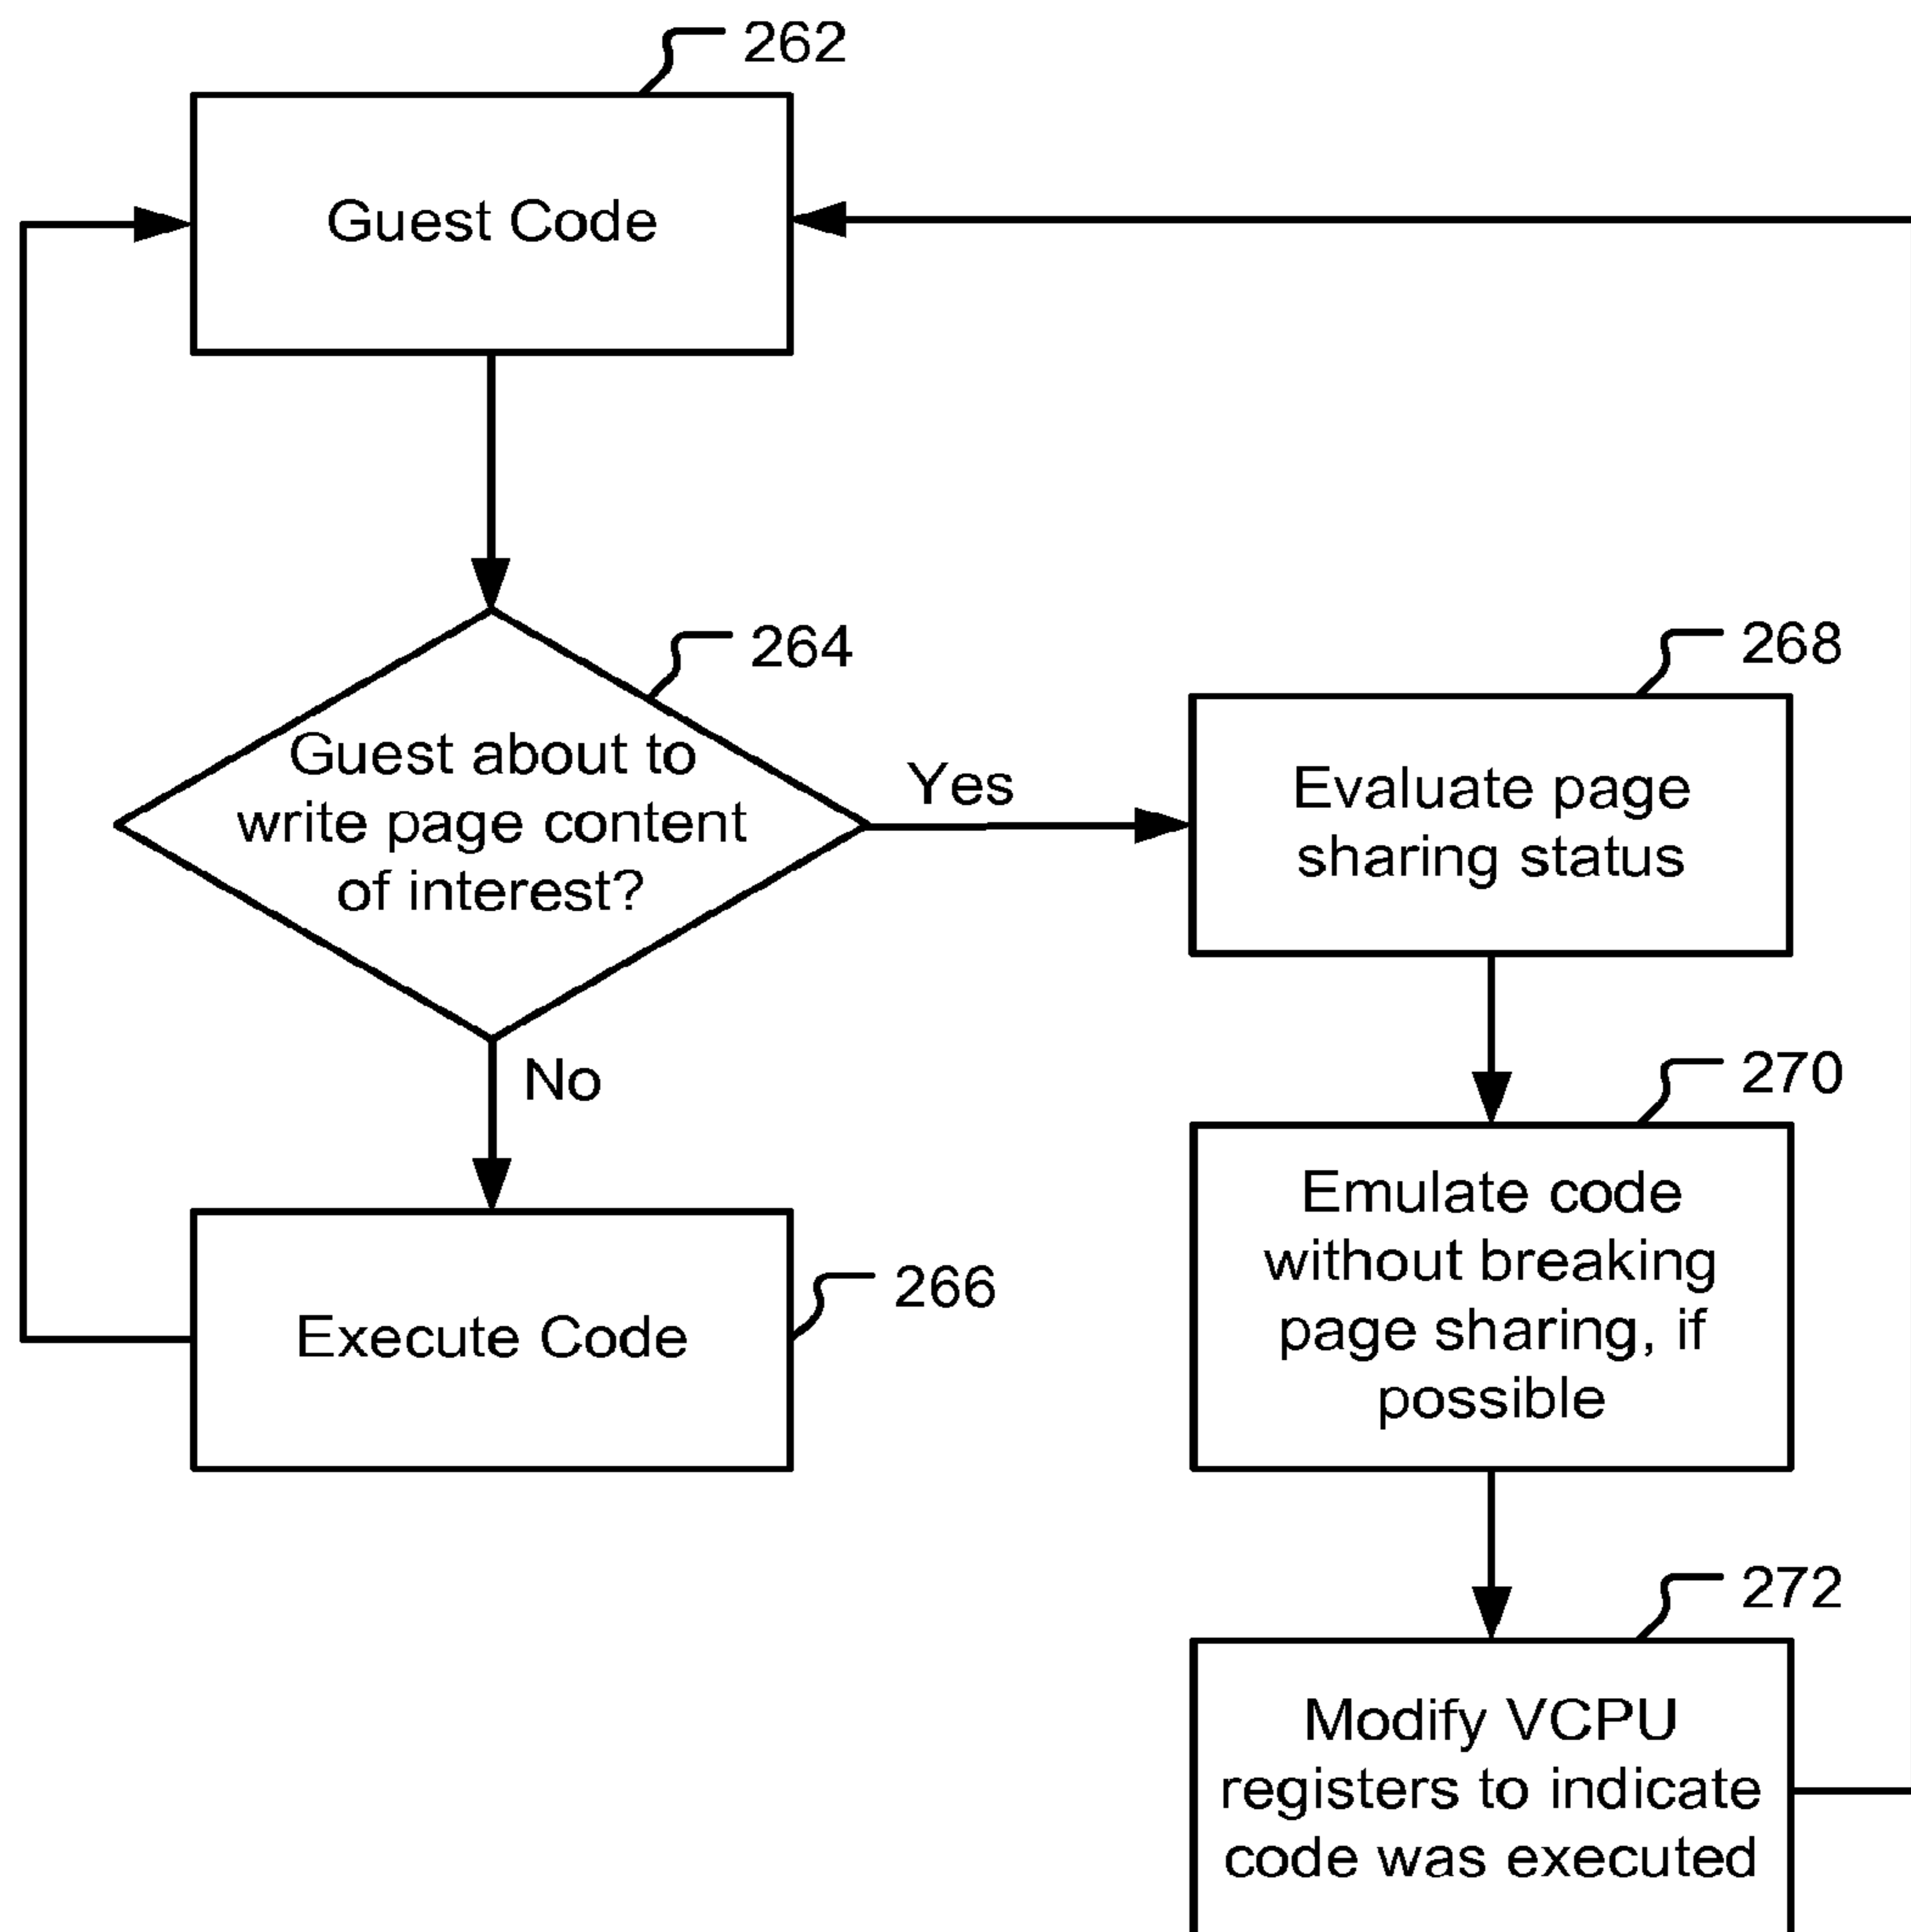 262
Guest Code
264
Guest about to
write page content
of interest?
Yes
No
266
Execute Code
268
Evaluate page
sharing status
270
Emulate code
without breaking
page sharing, if
possible
272
Modify VCPU
registers to indicate
code was executed